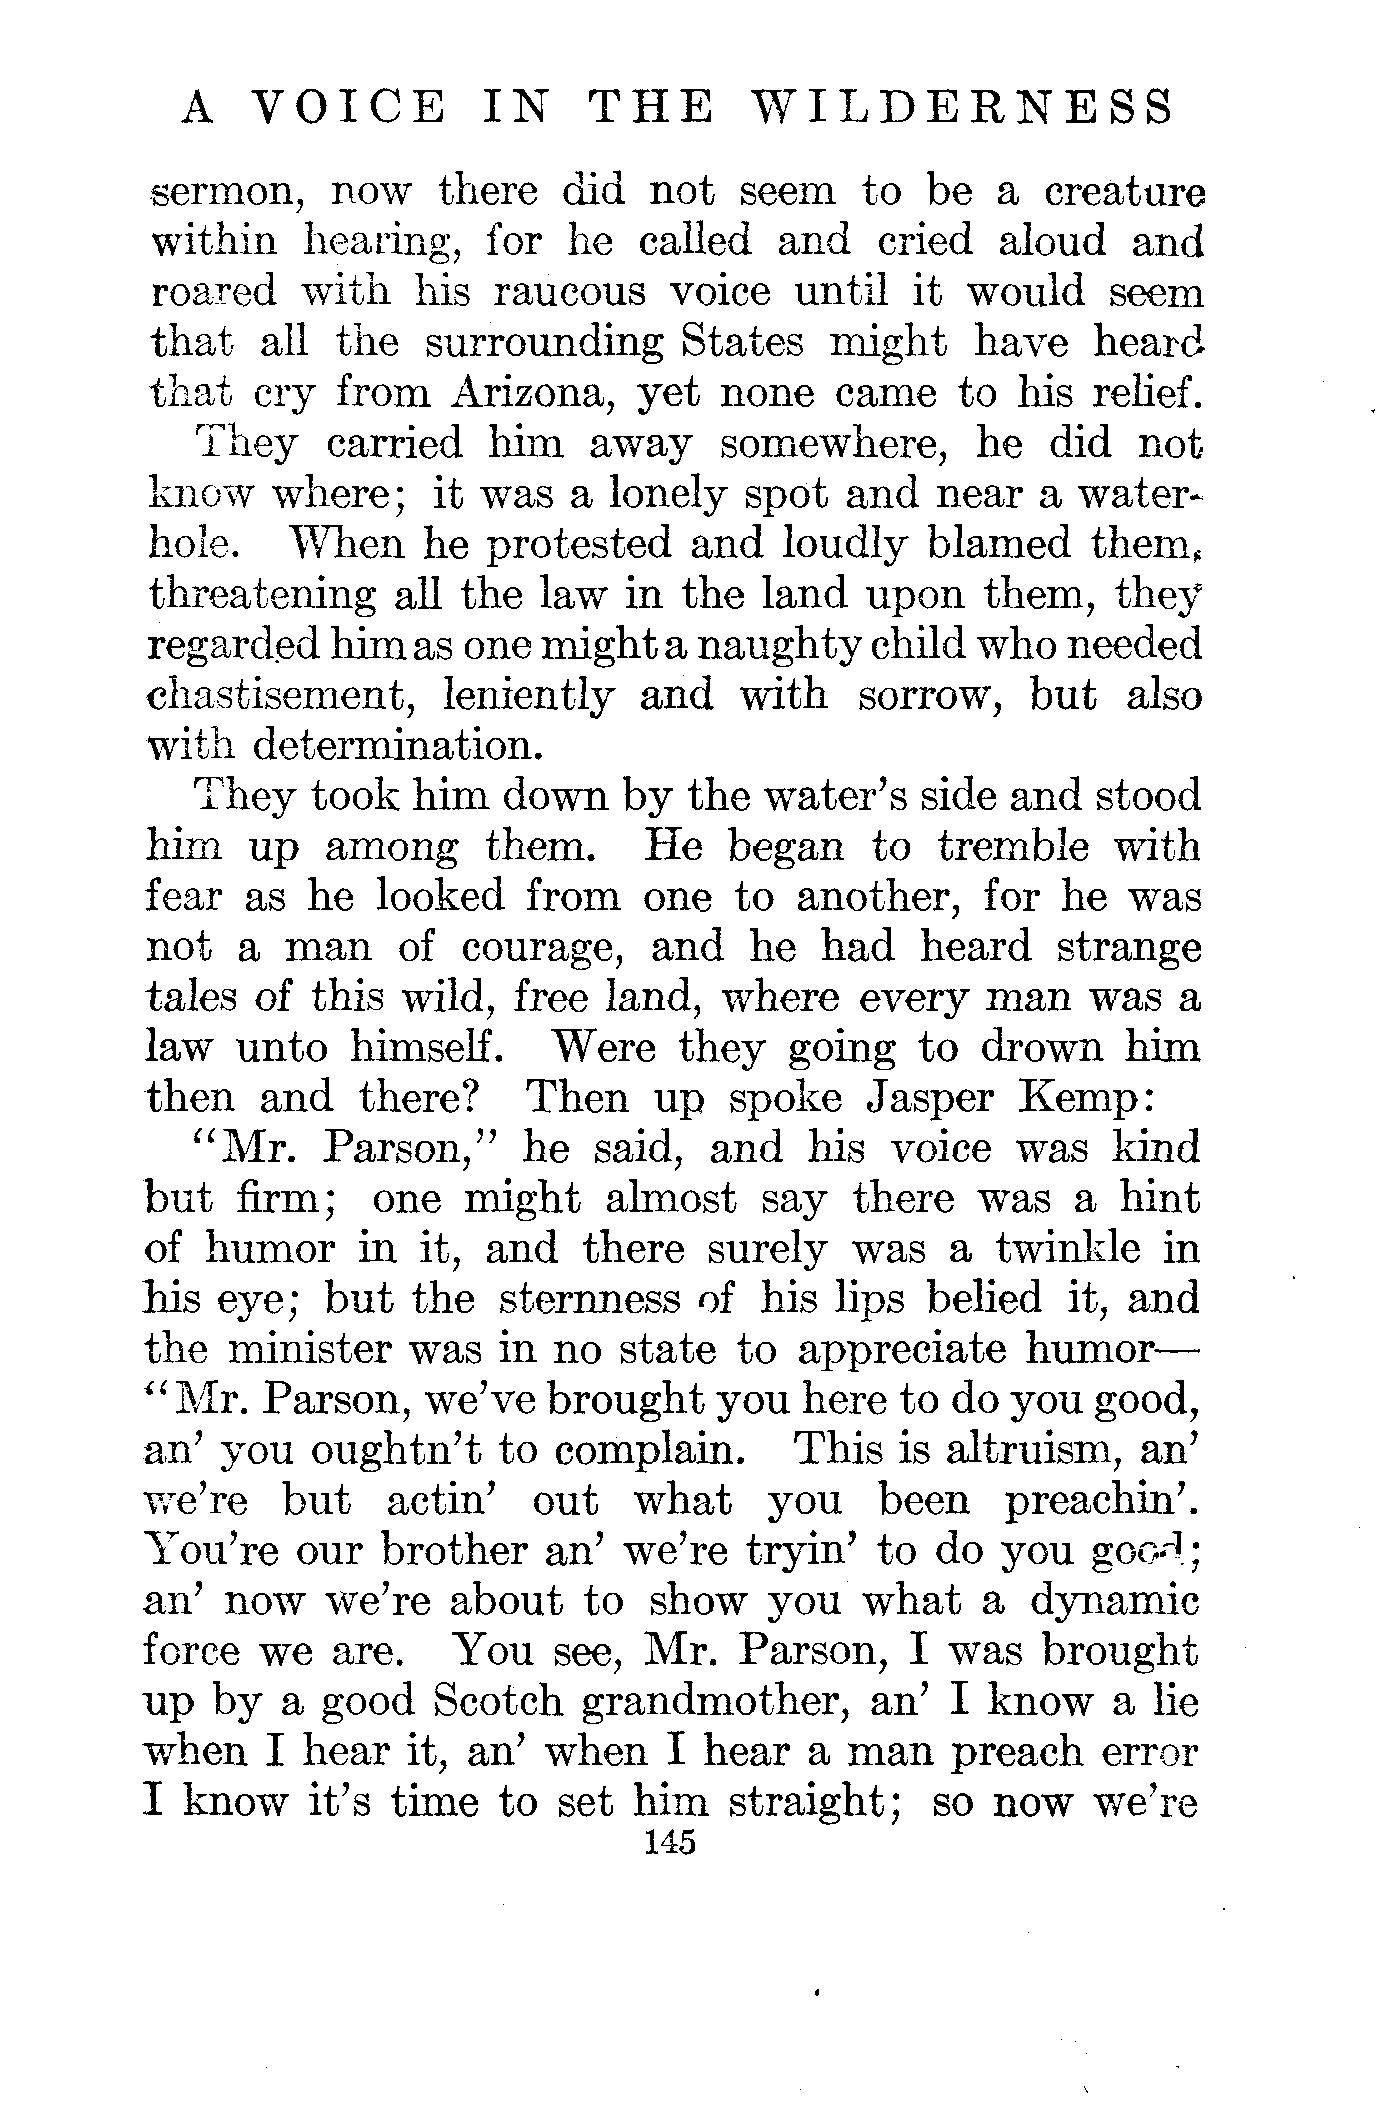 A VOICE IN THE WILDERNESS
sermon, now there did not seem to be a creature
within hearing, for he called and cried aloud and
roared with his raucous voice until it would seem
that all the surrounding States might have heard
that cry from Arizona, yet none came to his relief.
They carried him away somewhere, he did not
know where; it was a lonely spot and near a water-
hole. When he protested and loudly blamed them,
threatening all the law in the land upon them, they
regarded him as one might a naughty child who needed
chastisement, leniently and with sorrow, but also
with determination.
They took him down by the water's side and stood
him up among them. He began to tremble with
fear as he looked from one to another, for he was
not a man of courage, and he had heard strange
tales of this wild, free land, where every man was a
law unto himself. Were they going to drown him
then and there? Then up spoke Jasper Kemp:
"Mr. Parson," he said, and his voice was kind
but firm; one might almost say there was a hint
of humor in it, and there surely was a twinkle in
his eye; but the sternness of his lips belied it, and
the minister was in no state to appreciate humor—
"Mr. Parson, we've brought you here to do you good,
an' you oughtn't to complain. This is altruism, an'
we're but actin' out what you been preachin'.
You're our brother an' we're tryin' to do you good;
an' now we're about to show you what a dynamic
force we are. You see, Mr. Parson, I was brought
up by a good Scotch grandmother, an' I know a lie
when I hear it, an' when I hear a man preach error
I know it's time to set him straight; so now we're
145